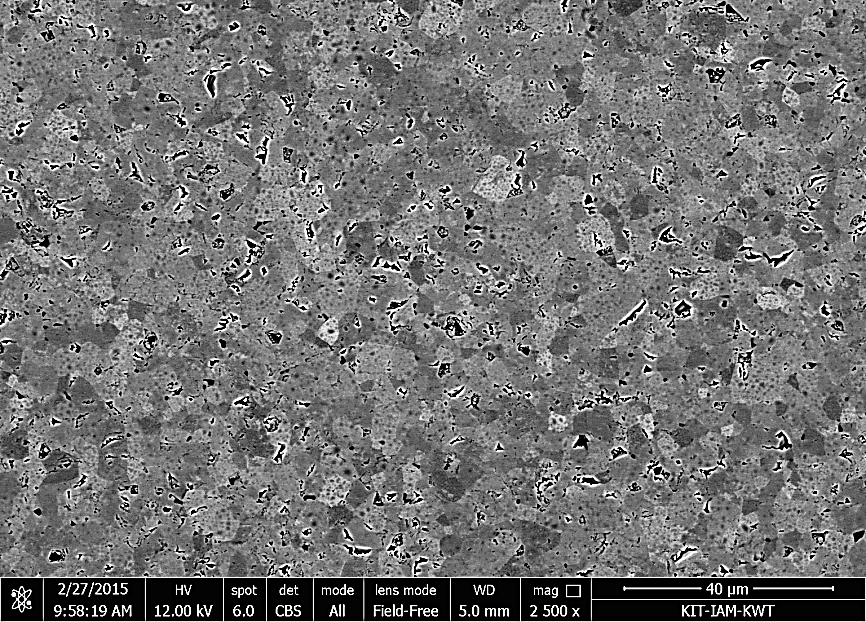 2/27/2015 HV spot det mode lens mode WD mag 40 µm
9:58:19 AM 12.00 kV 6.0 CBS All Field-Free 5.0 mm 2 500 x KIT-IAM-KWT